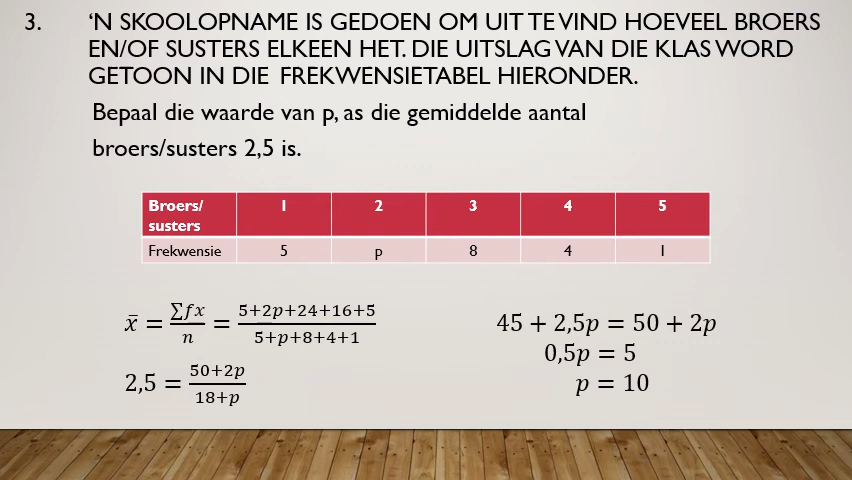 3. ‘N SKOOLOPNAME IS GEDOEN OM UIT TE VIND HOEVEEL BROERS
EN/OF SUSTERS ELKEEN HET. DIE UITSLAG VAN DIE KLAS WORD
GETOON IN DIE FREKWENSIETABEL HIERONDER.
Bepaal die waarde van p, as die gemiddelde aantal
broers/susters 2,5 is.
Broers/ susters 1 2 3 4 5
Frekwensie 5 p 8 4 1
x̄ = ∑fx/n = (5+2p+24+16+5)/(5+p+8+4+1)
2,5 = (50+2p)/(18+p)
45 + 2,5p = 50 + 2p
0,5p = 5
p = 10